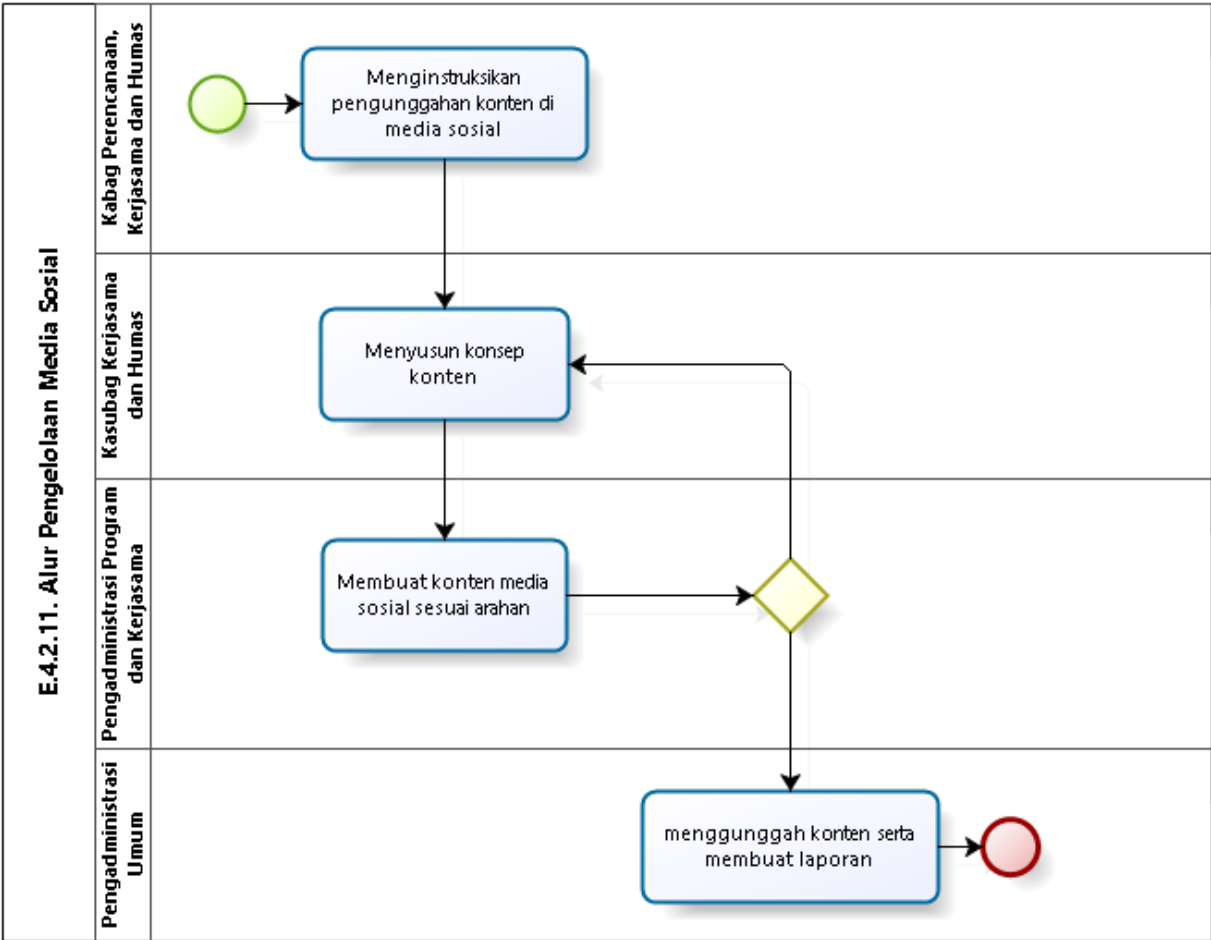 E.4.2.11. Alur Pengelolaan Media Sosial
Kabag Perencanaan,
Kerjasama dan Humas
Menginstruksikan
pengunggahan konten di
media sosial
Kasubag Kerjasama
dan Humas
Menyusun konsep
konten
Pengadministrasi Program
dan Kerjasama
Membuat konten media
sosial sesuai arahan
Pengadministrasi
Umum
menggunggah konten serta
membuat laporan